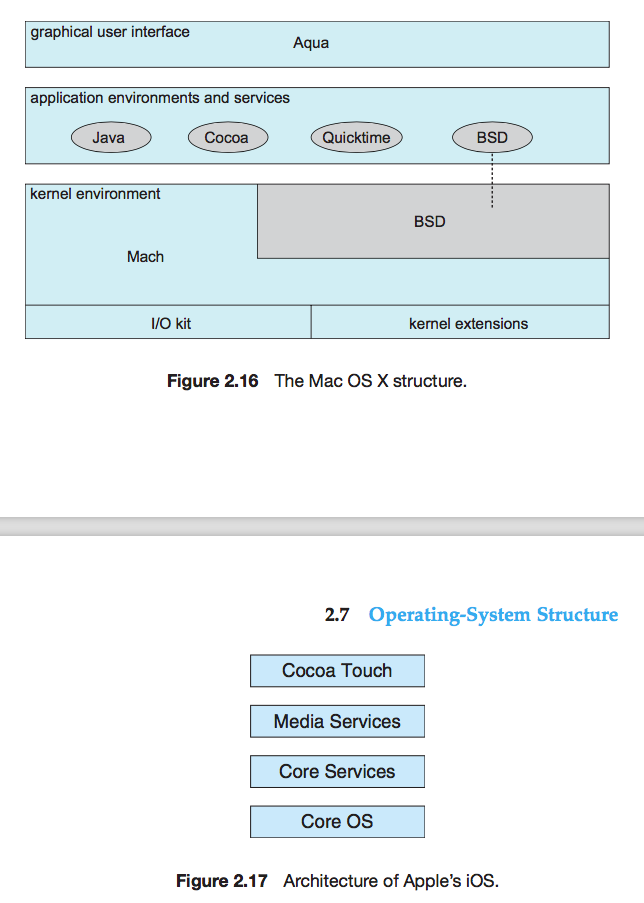 graphical user interface
Aqua
application environments and services
Java Cocoa Quicktime BSD
kernel environment
BSD
Mach
I/O kit kernel extensions
Figure 2.16 The Mac OS X structure.
2.7 Operating-System Structure
Cocoa Touch
Media Services
Core Services
Core OS
Figure 2.17 Architecture of Apple’s iOS.